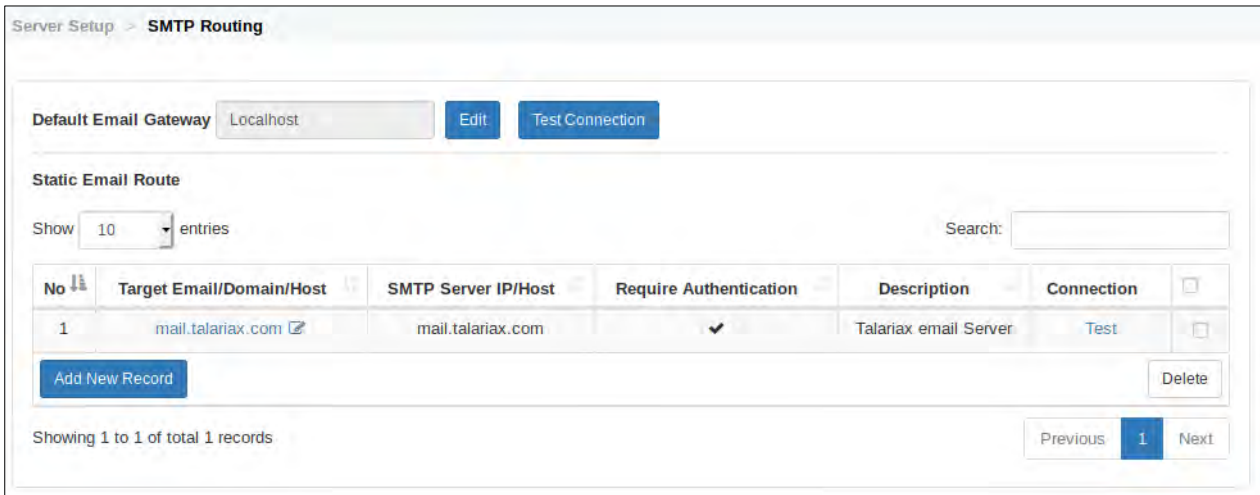 Server Setup > SMTP Routing
Default Email Gateway Localhost Edit Test Connection
Static Email Route
Show 10 entries Search:
No Target Email/Domain/Host SMTP Server IP/Host Require Authentication Description Connection
1 mail.talariax.com mail.talariax.com ✔ Talariax email Server Test
Add New Record Delete
Showing 1 to 1 of total 1 records Previous 1 Next